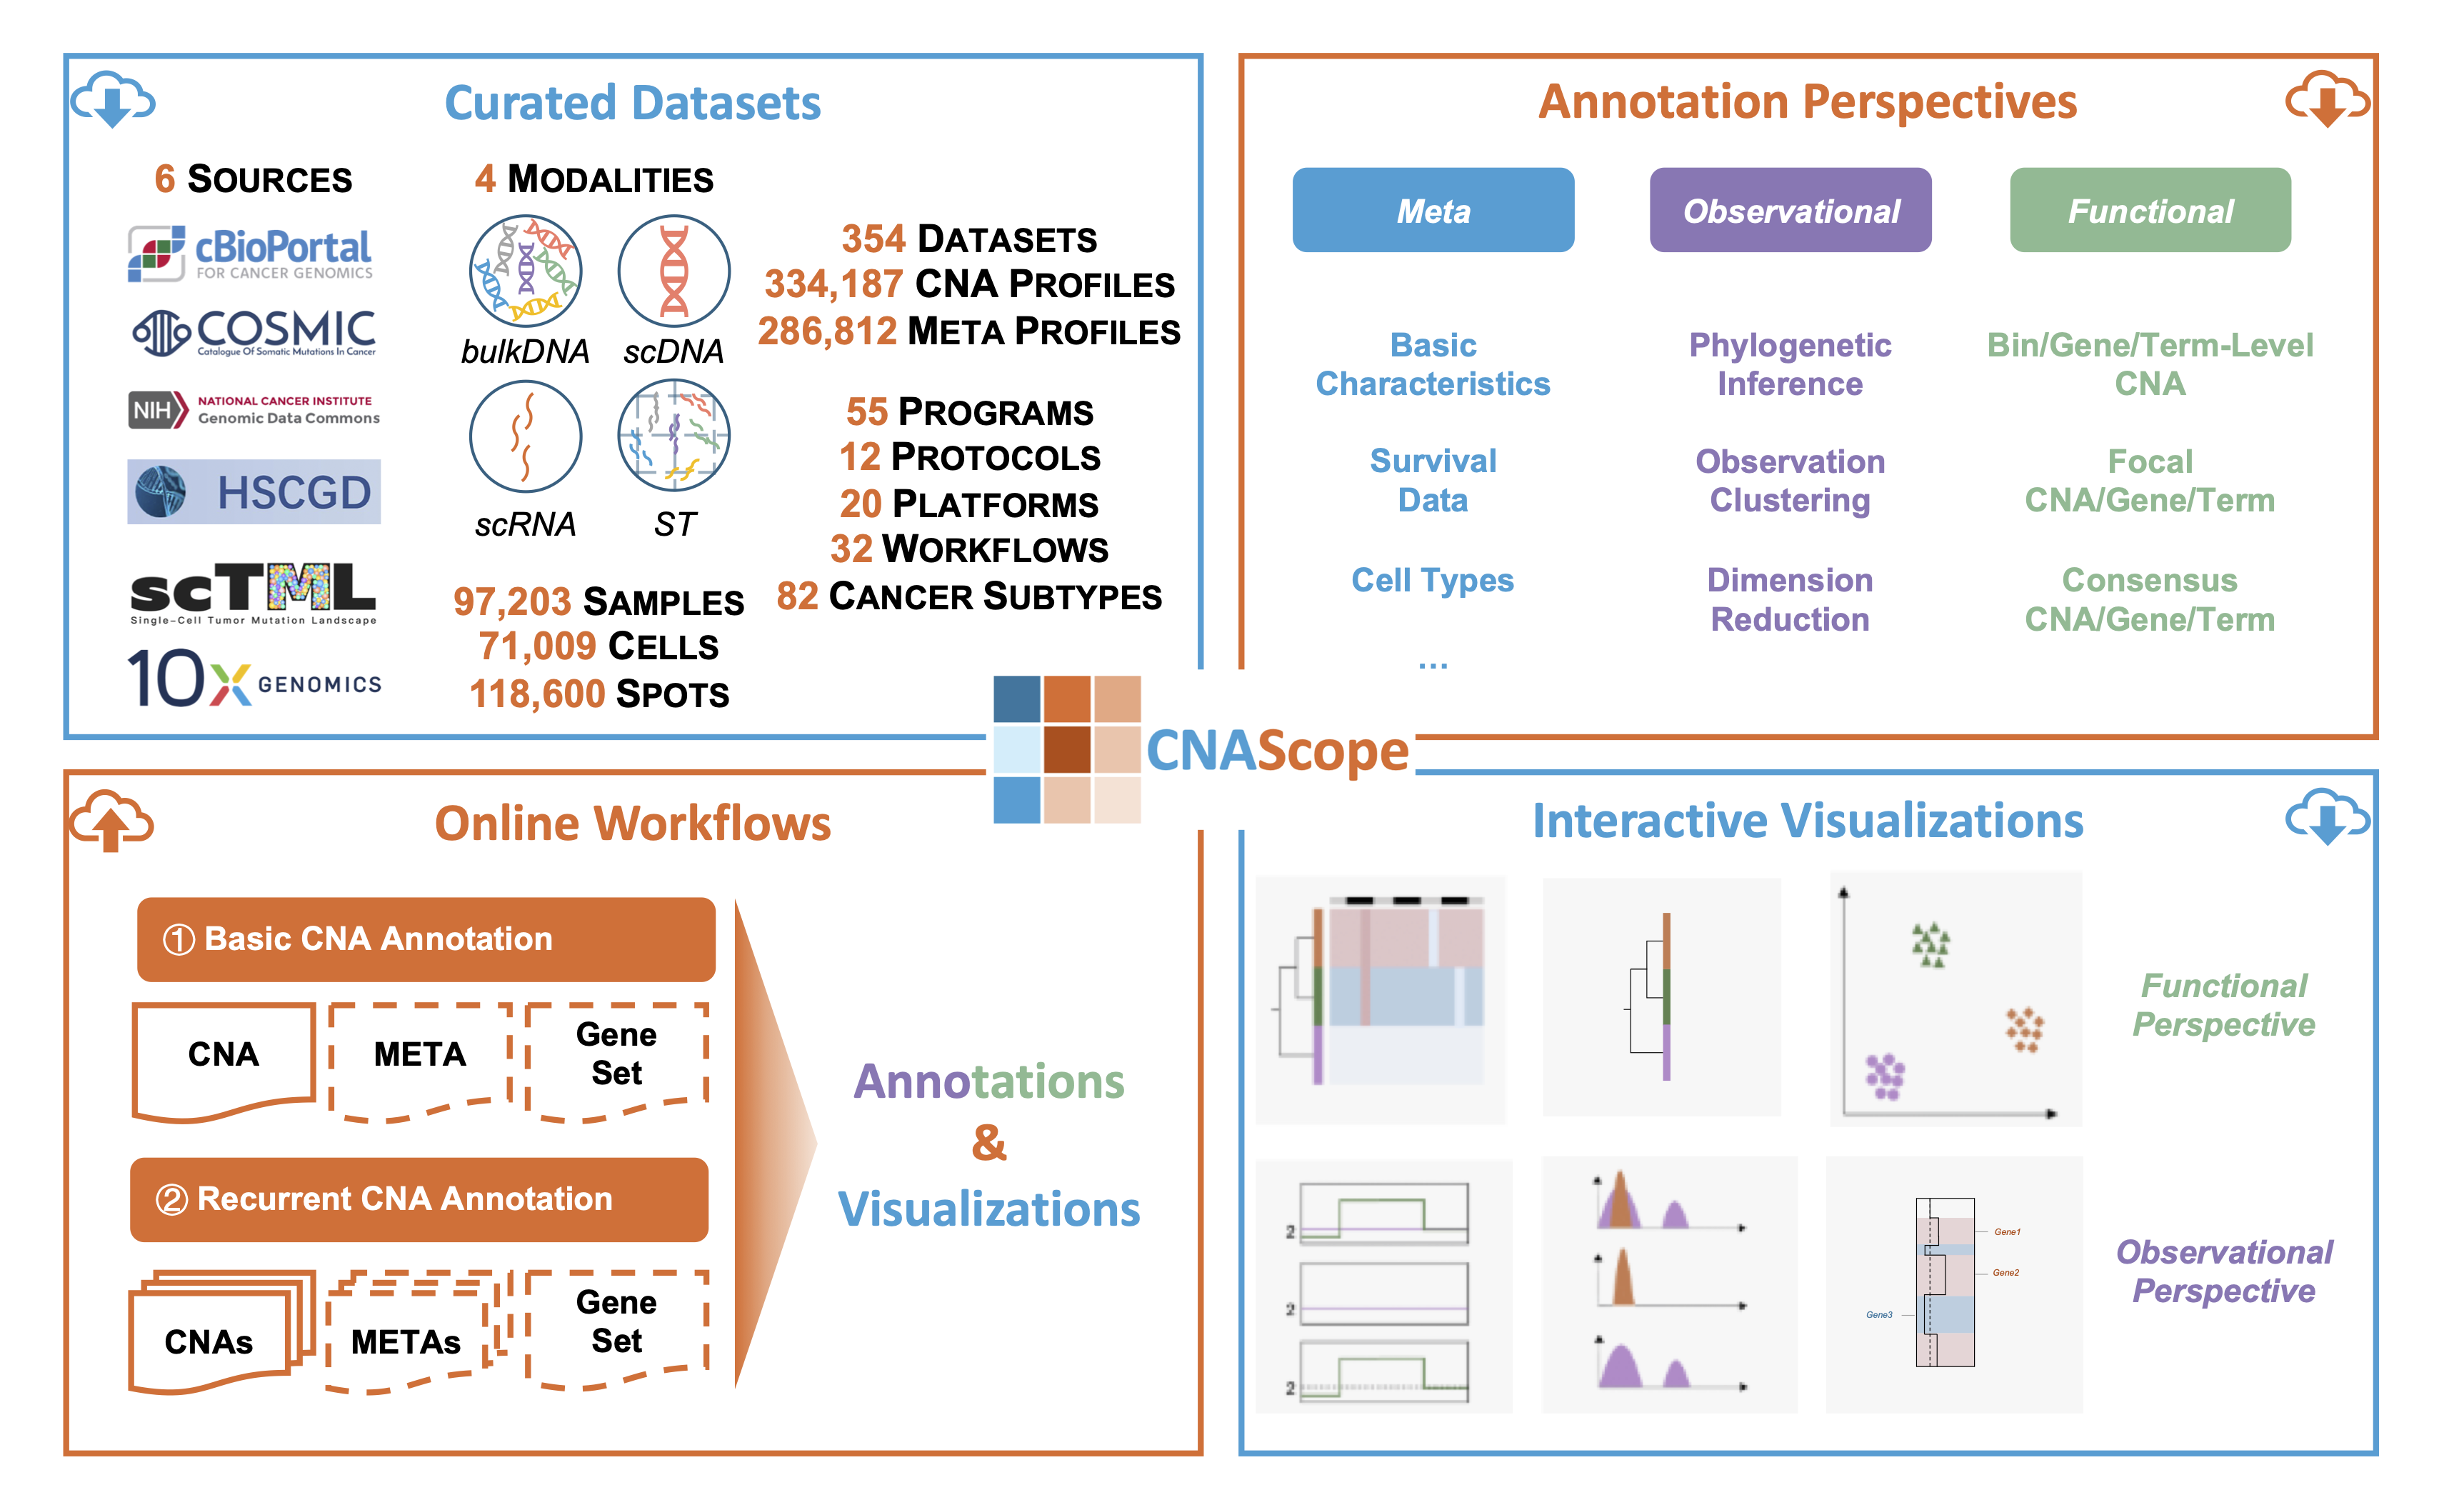 Curated Datasets
6 SOURCES
cBioPortal
FOR CANCER GENOMICS
COSMIC
Catalogue Of Somatic Mutations In Cancer
NIH
NATIONAL CANCER INSTITUTE
Genomic Data Commons
HSCGD
scTML
Single-Cell Tumor Mutation Landscape
10x GENOMICS
4 MODALITIES
bulkDNA
scDNA
scRNA
ST
97,203 SAMPLES
71,009 CELLS
118,600 SPOTS
354 DATASETS
334,187 CNA PROFILES
286,812 META PROFILES
55 PROGRAMS
12 PROTOCOLS
20 PLATFORMS
32 WORKFLOWS
82 CANCER SUBTYPES
Annotation Perspectives
Meta
Basic
Characteristics
Survival
Data
Cell Types
...
Observational
Phylogenetic
Inference
Observation
Clustering
Dimension
Reduction
Functional
Bin/Gene/Term-Level
CNA
Focal
CNA/Gene/Term
Consensus
CNA/Gene/Term
CNAScope
Online Workflows
① Basic CNA Annotation
CNA
META
Gene
Set
② Recurrent CNA Annotation
CNAs
METAs
Gene
Set
Annotations
&
Visualizations
Interactive Visualizations
Functional
Perspective
2
2
2
Gene1
Gene2
Gene3
Observational
Perspective